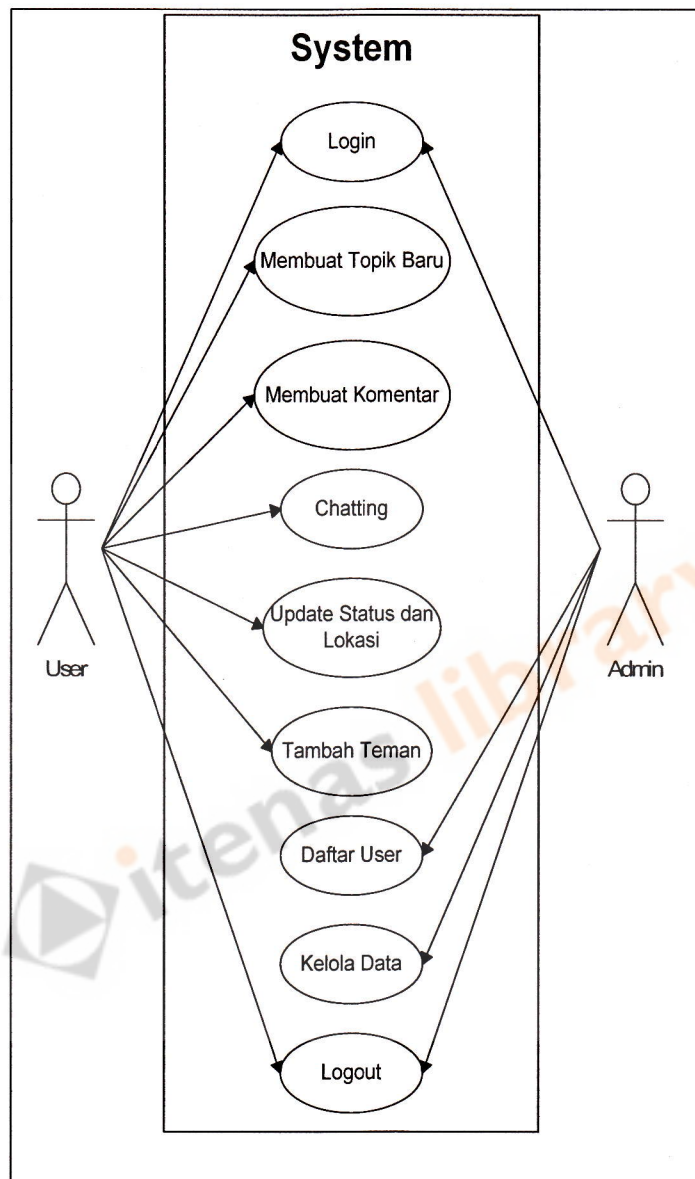 System
Login
Membuat Topik Baru
Membuat Komentar
Chatting
Update Status dan
Lokasi
User
Admin
Tambah Teman
Daftar User
Kelola Data
Logout
itenas library